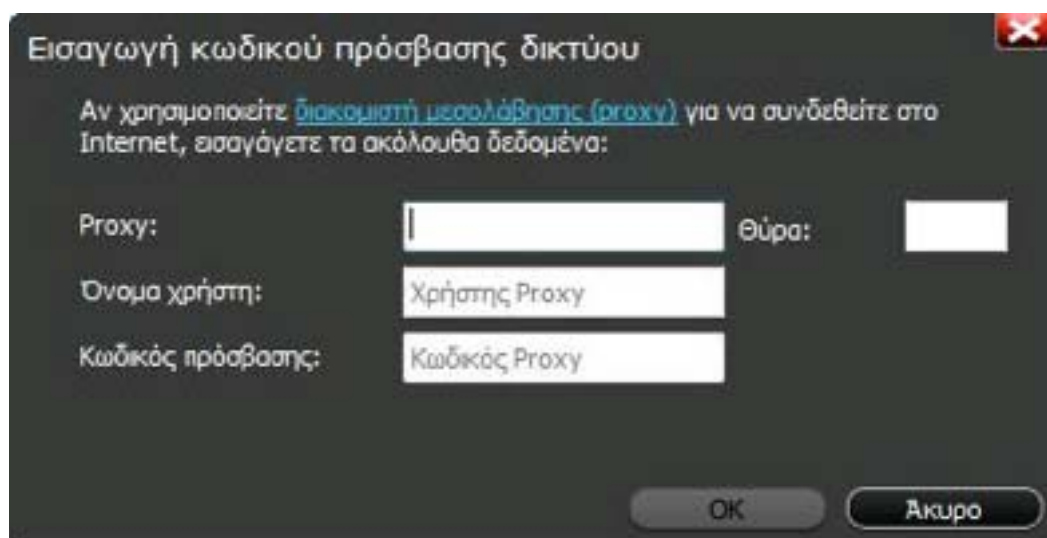 Εισαγωγή κωδικού πρόσβασης δικτύου
Αν χρησιμοποιείτε διακομιστή μεσολάβησης (proxy) για να συνδεθείτε στο
Internet, εισαγάγετε τα ακόλουθα δεδομένα:
Proxy: Θύρα:
Όνομα χρήστη: Χρήστης Proxy
Κωδικός πρόσβασης: Κωδικός Proxy
OK Άκυρο